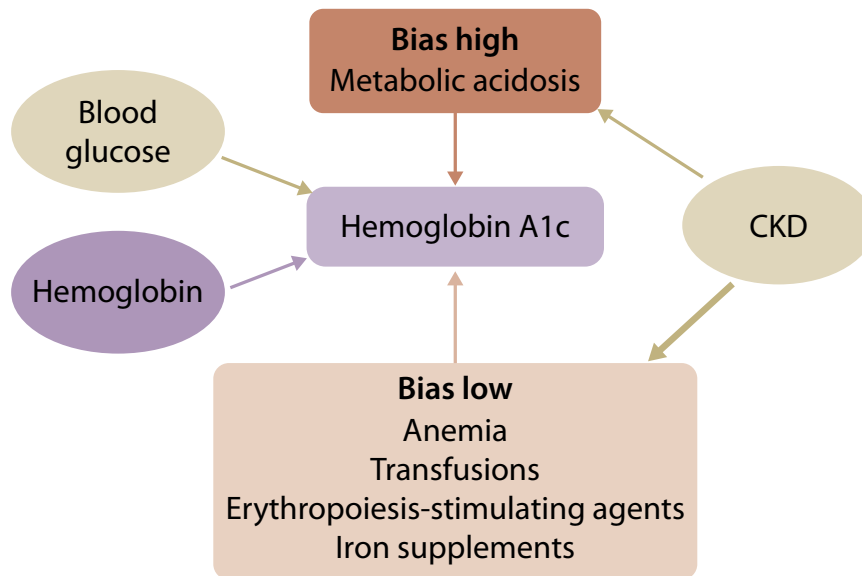 Bias high
Metabolic acidosis
Blood
glucose
Hemoglobin A1c
CKD
Hemoglobin
Bias low
Anemia
Transfusions
Erythropoiesis-stimulating agents
Iron supplements